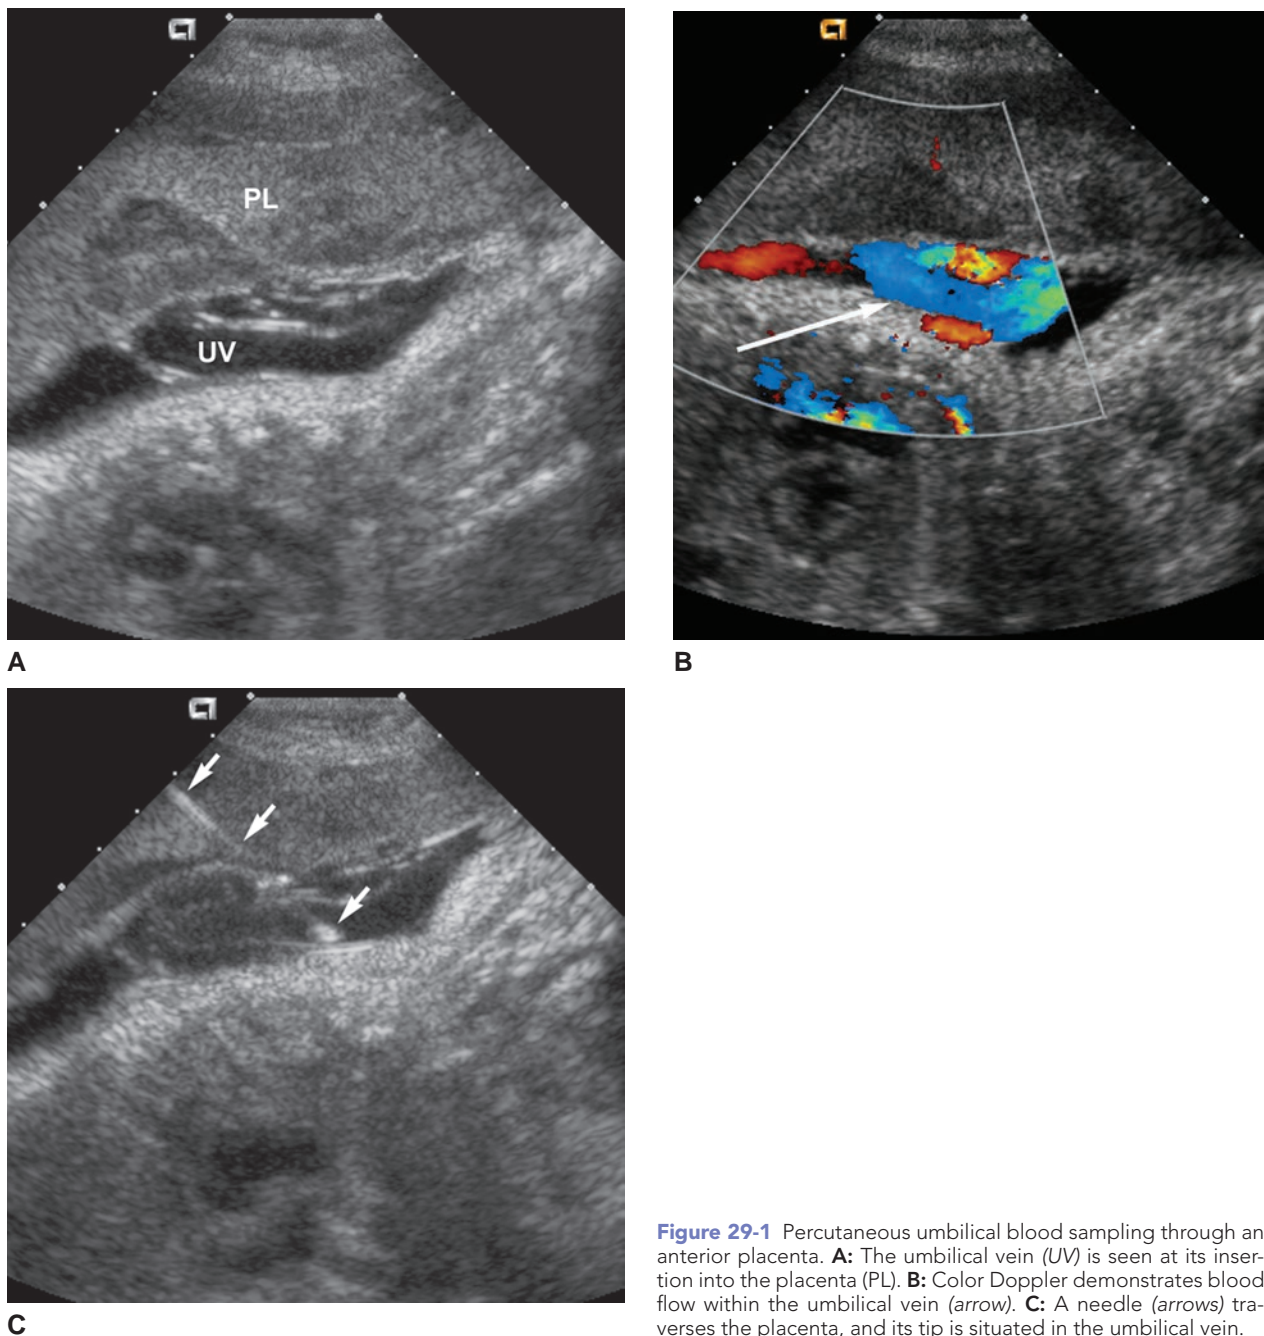 PL
UV
A
B
C
Figure 29-1 Percutaneous umbilical blood sampling through an
anterior placenta. A: The umbilical vein (UV) is seen at its inser-
tion into the placenta (PL). B: Color Doppler demonstrates blood
flow within the umbilical vein (arrow). C: A needle (arrows) tra-
verses the placenta, and its tip is situated in the umbilical vein.